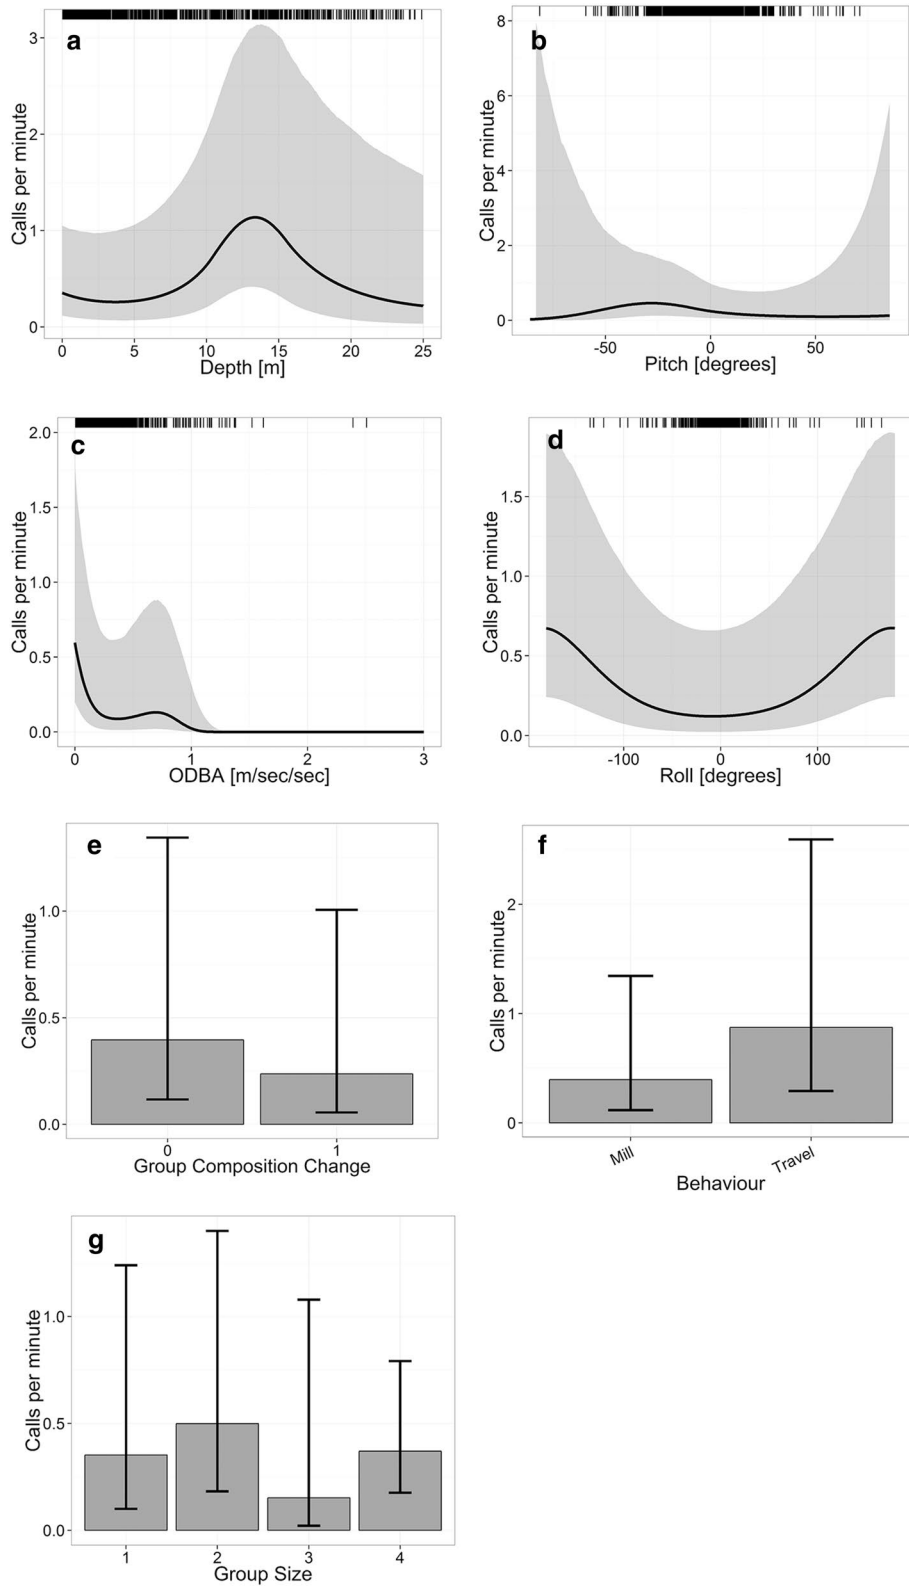 a
3
2
1
0
Calls per minute
0 5 10 15 20 25
Depth [m]
b
8
6
4
2
0
Calls per minute
-50 0 50
Pitch [degrees]
c
2.0
1.5
1.0
0.5
0.0
Calls per minute
0 1 2 3
ODBA [m/sec/sec]
d
1.5
1.0
0.5
0.0
Calls per minute
-100 0 100
Roll [degrees]
e
1.0
0.5
0.0
Calls per minute
0 1
Group Composition Change
f
2
1
0
Calls per minute
Mill Travel
Behaviour
g
1.0
0.5
0.0
Calls per minute
1 2 3 4
Group Size